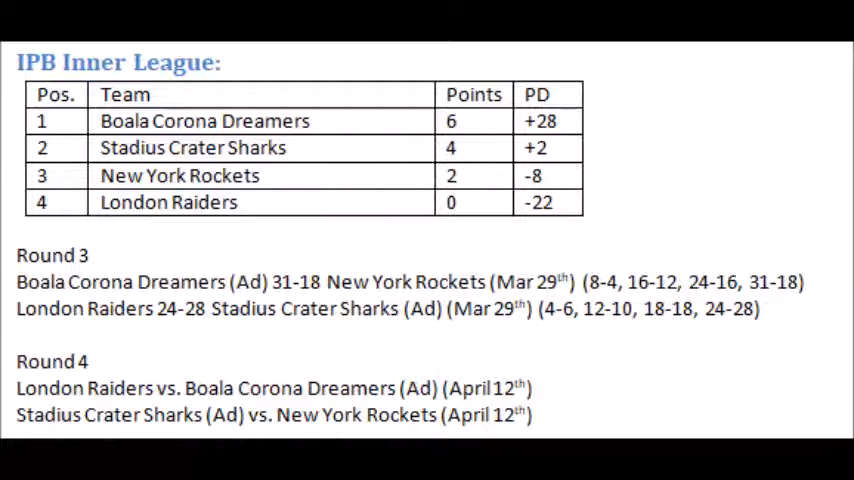 IPB Inner League:
Pos. Team Points PD
1 Boala Corona Dreamers 6 +28
2 Stadius Crater Sharks 4 +2
3 New York Rockets 2 -8
4 London Raiders 0 -22
Round 3
Boala Corona Dreamers (Ad) 31-18 New York Rockets (Mar 29th) (8-4, 16-12, 24-16, 31-18)
London Raiders 24-28 Stadius Crater Sharks (Ad) (Mar 29th) (4-6, 12-10, 18-18, 24-28)
Round 4
London Raiders vs. Boala Corona Dreamers (Ad) (April 12th)
Stadius Crater Sharks (Ad) vs. New York Rockets (April 12th)